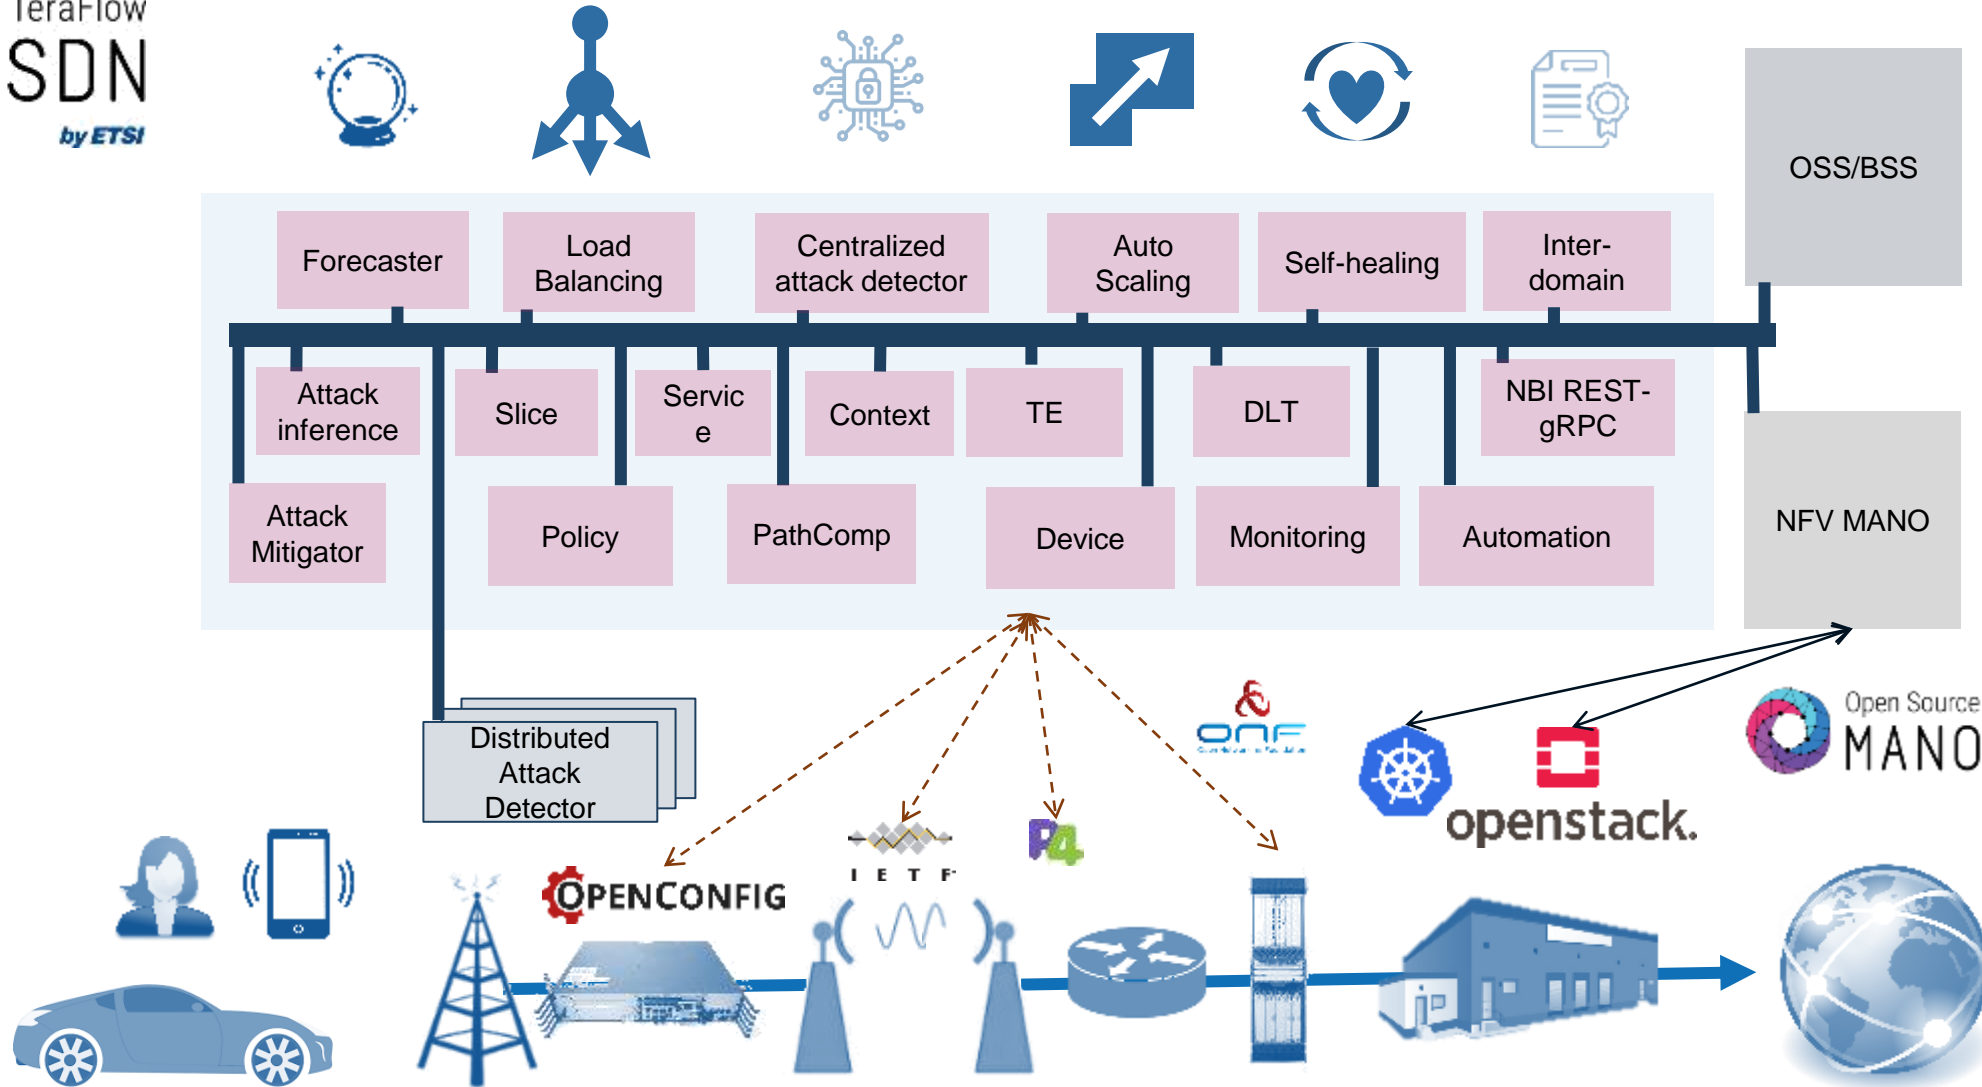 TeraFlow
SDN
by ETSI
OSS/BSS
Forecaster
Load
Balancing
Centralized
attack detector
Auto
Scaling
Self-healing
Inter-
domain
Attack
inference
Slice
Servic
e
Context
TE
DLT
NBI REST-
gRPC
Attack
Mitigator
Policy
PathComp
Device
Monitoring
Automation
NFV MANO
Distributed
Attack
Detector
ONF
Open Source
MANO
openstack.
P4
IETF
OPENCONFIG